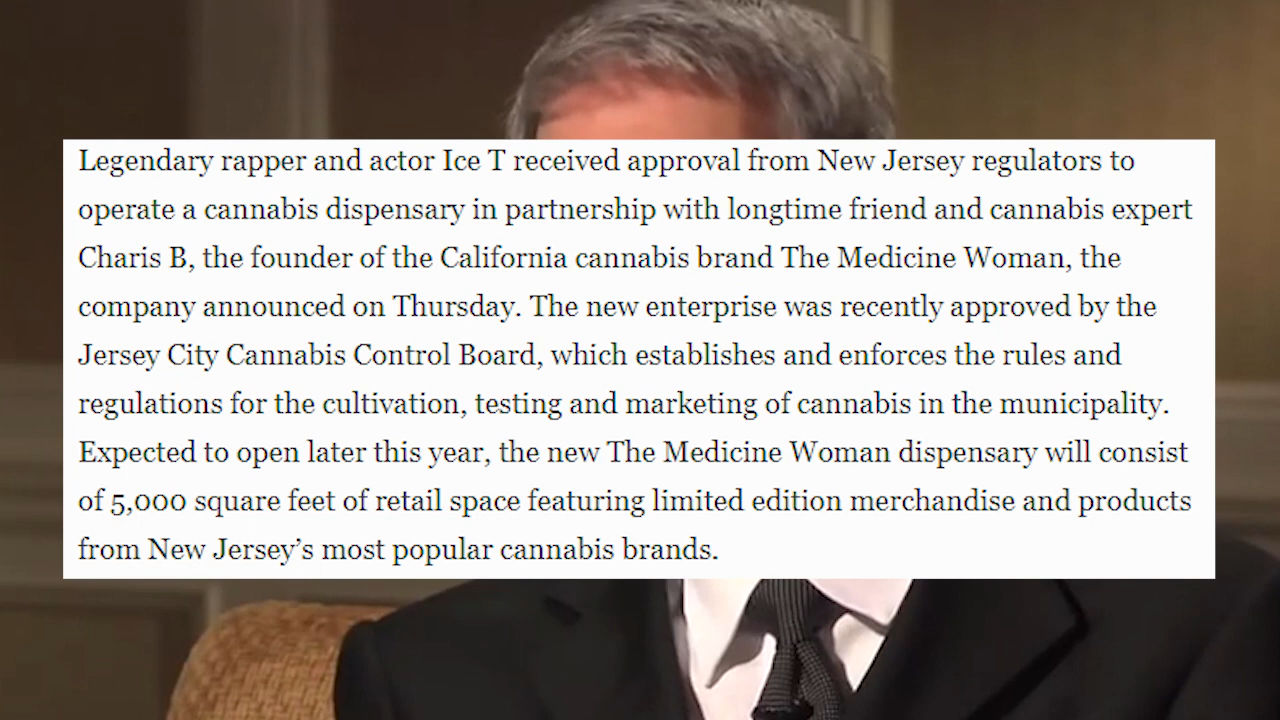 Legendary rapper and actor Ice T received approval from New Jersey regulators to
operate a cannabis dispensary in partnership with longtime friend and cannabis expert
Charis B, the founder of the California cannabis brand The Medicine Woman, the
company announced on Thursday. The new enterprise was recently approved by the
Jersey City Cannabis Control Board, which establishes and enforces the rules and
regulations for the cultivation, testing and marketing of cannabis in the municipality.
Expected to open later this year, the new The Medicine Woman dispensary will consist
of 5,000 square feet of retail space featuring limited edition merchandise and products
from New Jersey’s most popular cannabis brands.